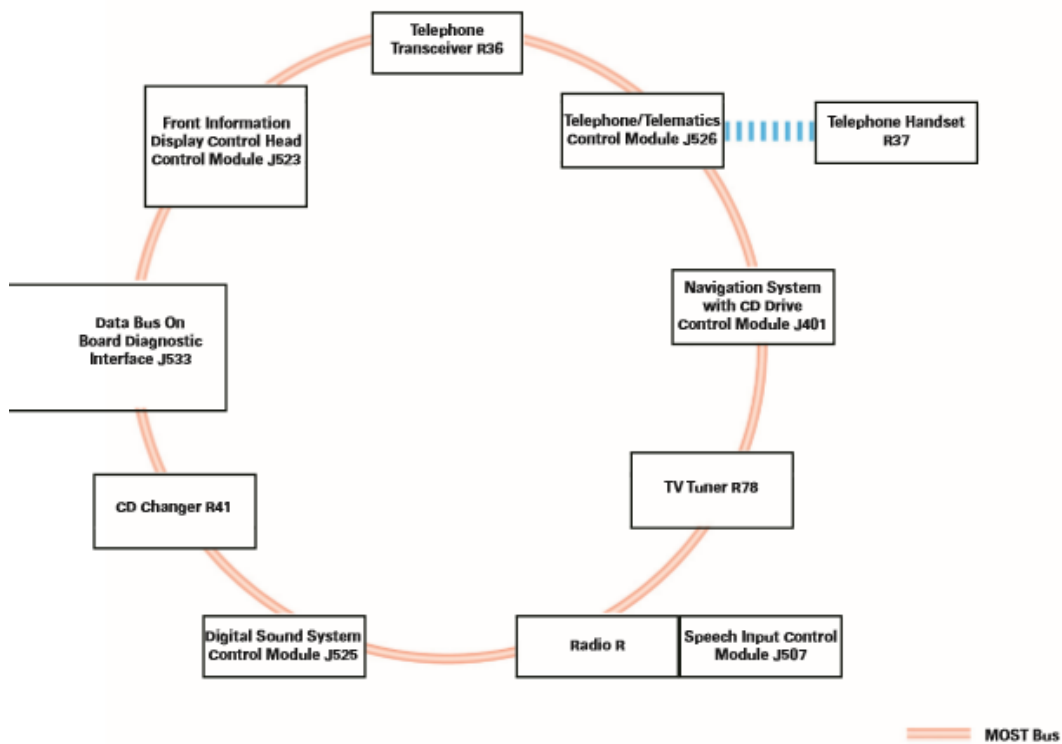 Telephone
Transceiver R36
Front Information
Display Control Head
Control Module J523
Telephone/Telematics
Control Module J526
Telephone Handset
R37
Data Bus On
Board Diagnostic
Interface J533
Navigation System
with CD Drive
Control Module J401
CD Changer R41
TV Tuner R78
Digital Sound System
Control Module J525
Radio R
Speech Input Control
Module J507
MOST Bus